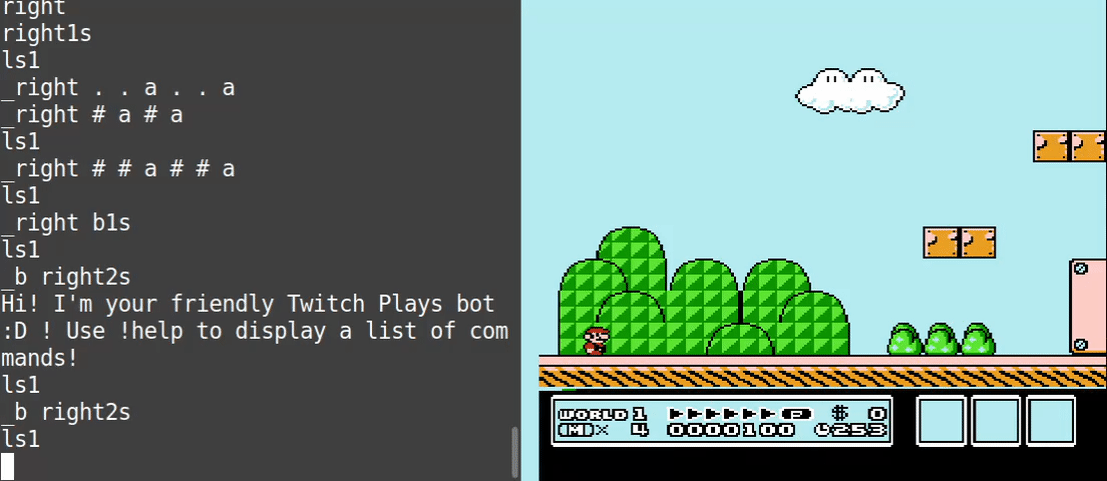 right
right1s
ls1
_right . . a . . a
_right # a # a
ls1
_right # # a # # a
ls1
_right b1s
ls1
_b right2s
Hi! I'm your friendly Twitch Plays bot
:D ! Use !help to display a list of com
mands!
ls1
_b right2s
ls1
WORLD 1 P $ 0
M × 4 0000100 253